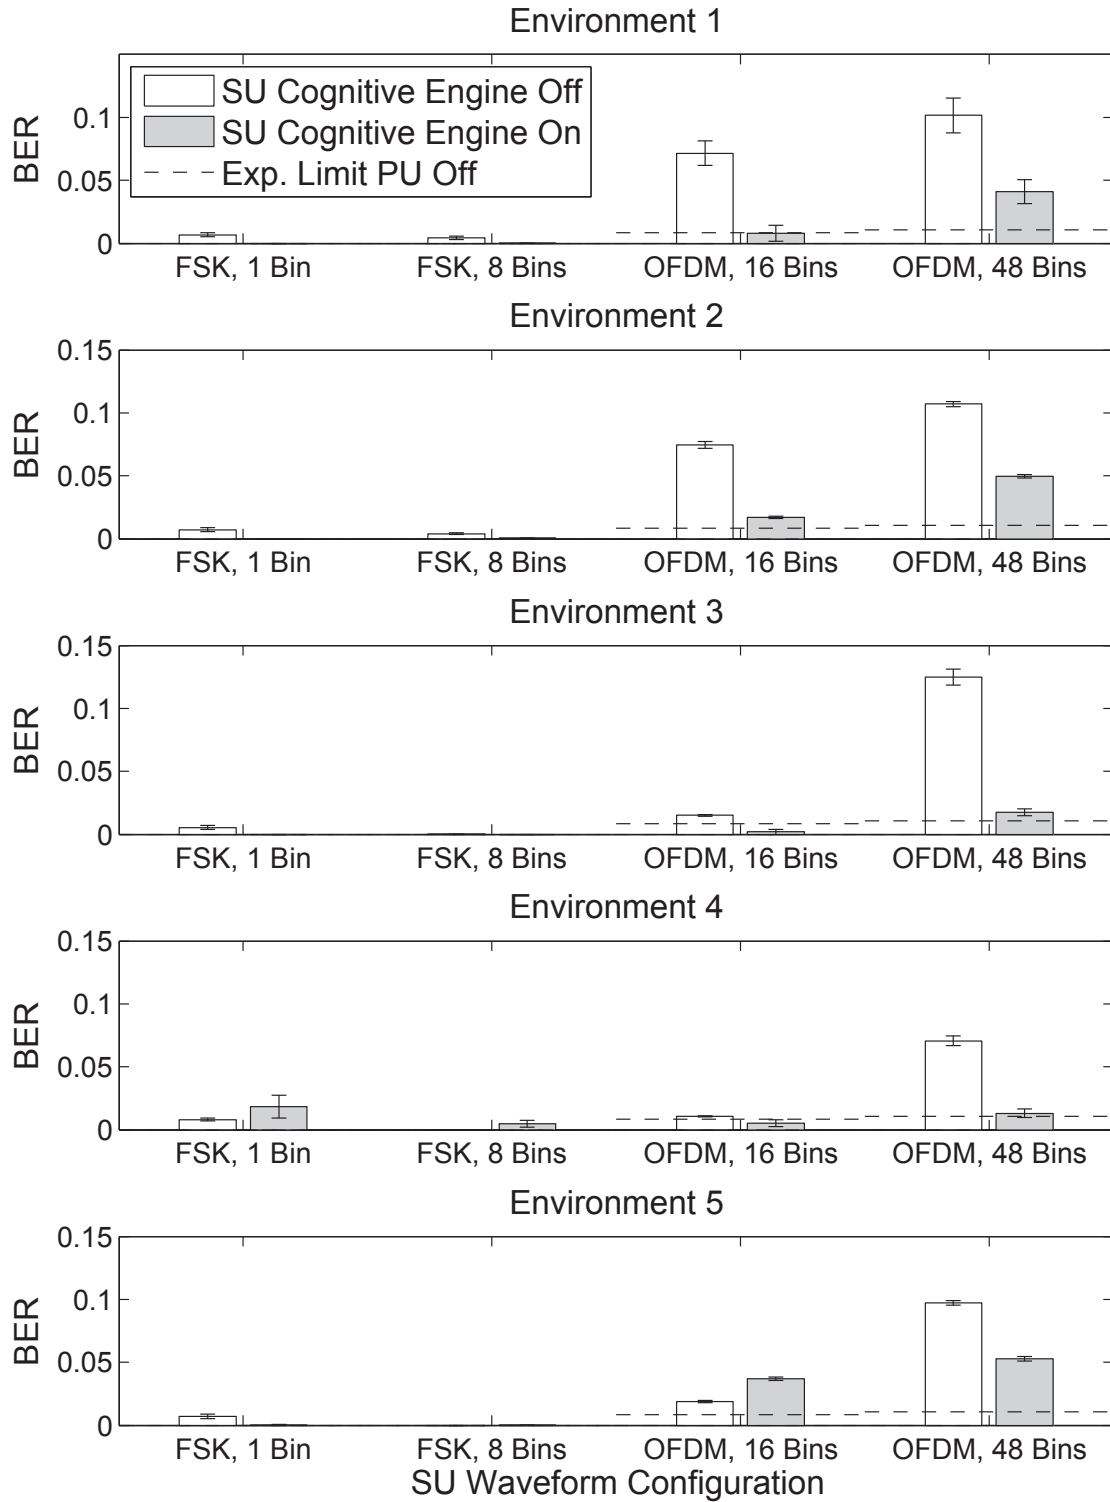 Environment 1
BER
0.1
0.05
0
SU Cognitive Engine Off
SU Cognitive Engine On
Exp. Limit PU Off
FSK, 1 Bin FSK, 8 Bins OFDM, 16 Bins OFDM, 48 Bins
Environment 2
BER
0.15
0.1
0.05
0
FSK, 1 Bin FSK, 8 Bins OFDM, 16 Bins OFDM, 48 Bins
Environment 3
BER
0.15
0.1
0.05
0
FSK, 1 Bin FSK, 8 Bins OFDM, 16 Bins OFDM, 48 Bins
Environment 4
BER
0.15
0.1
0.05
0
FSK, 1 Bin FSK, 8 Bins OFDM, 16 Bins OFDM, 48 Bins
Environment 5
BER
0.15
0.1
0.05
0
FSK, 1 Bin FSK, 8 Bins OFDM, 16 Bins OFDM, 48 Bins
SU Waveform Configuration